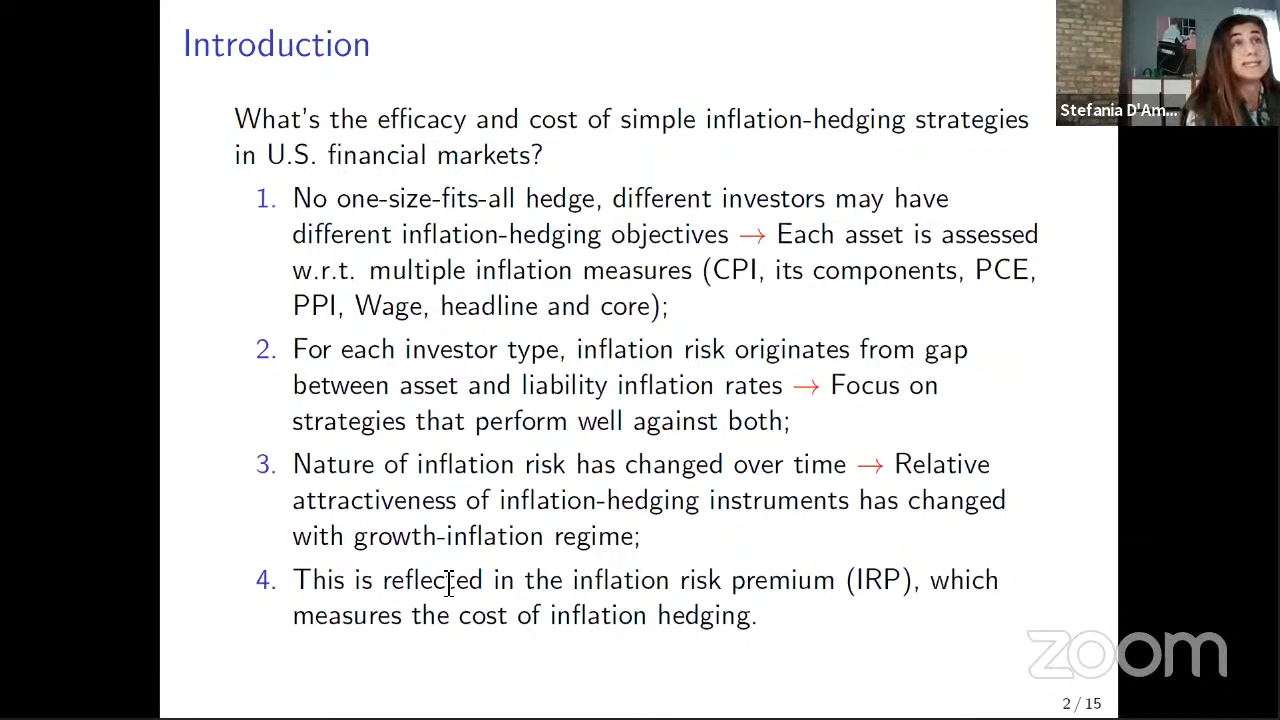 Introduction
Stefania D'Am...
What's the efficacy and cost of simple inflation-hedging strategies
in U.S. financial markets?
1. No one-size-fits-all hedge, different investors may have
different inflation-hedging objectives → Each asset is assessed
w.r.t. multiple inflation measures (CPI, its components, PCE,
PPI, Wage, headline and core);
2. For each investor type, inflation risk originates from gap
between asset and liability inflation rates → Focus on
strategies that perform well against both;
3. Nature of inflation risk has changed over time → Relative
attractiveness of inflation-hedging instruments has changed
with growth-inflation regime;
4. This is reflected in the inflation risk premium (IRP), which
measures the cost of inflation hedging.
zoom
2 / 15